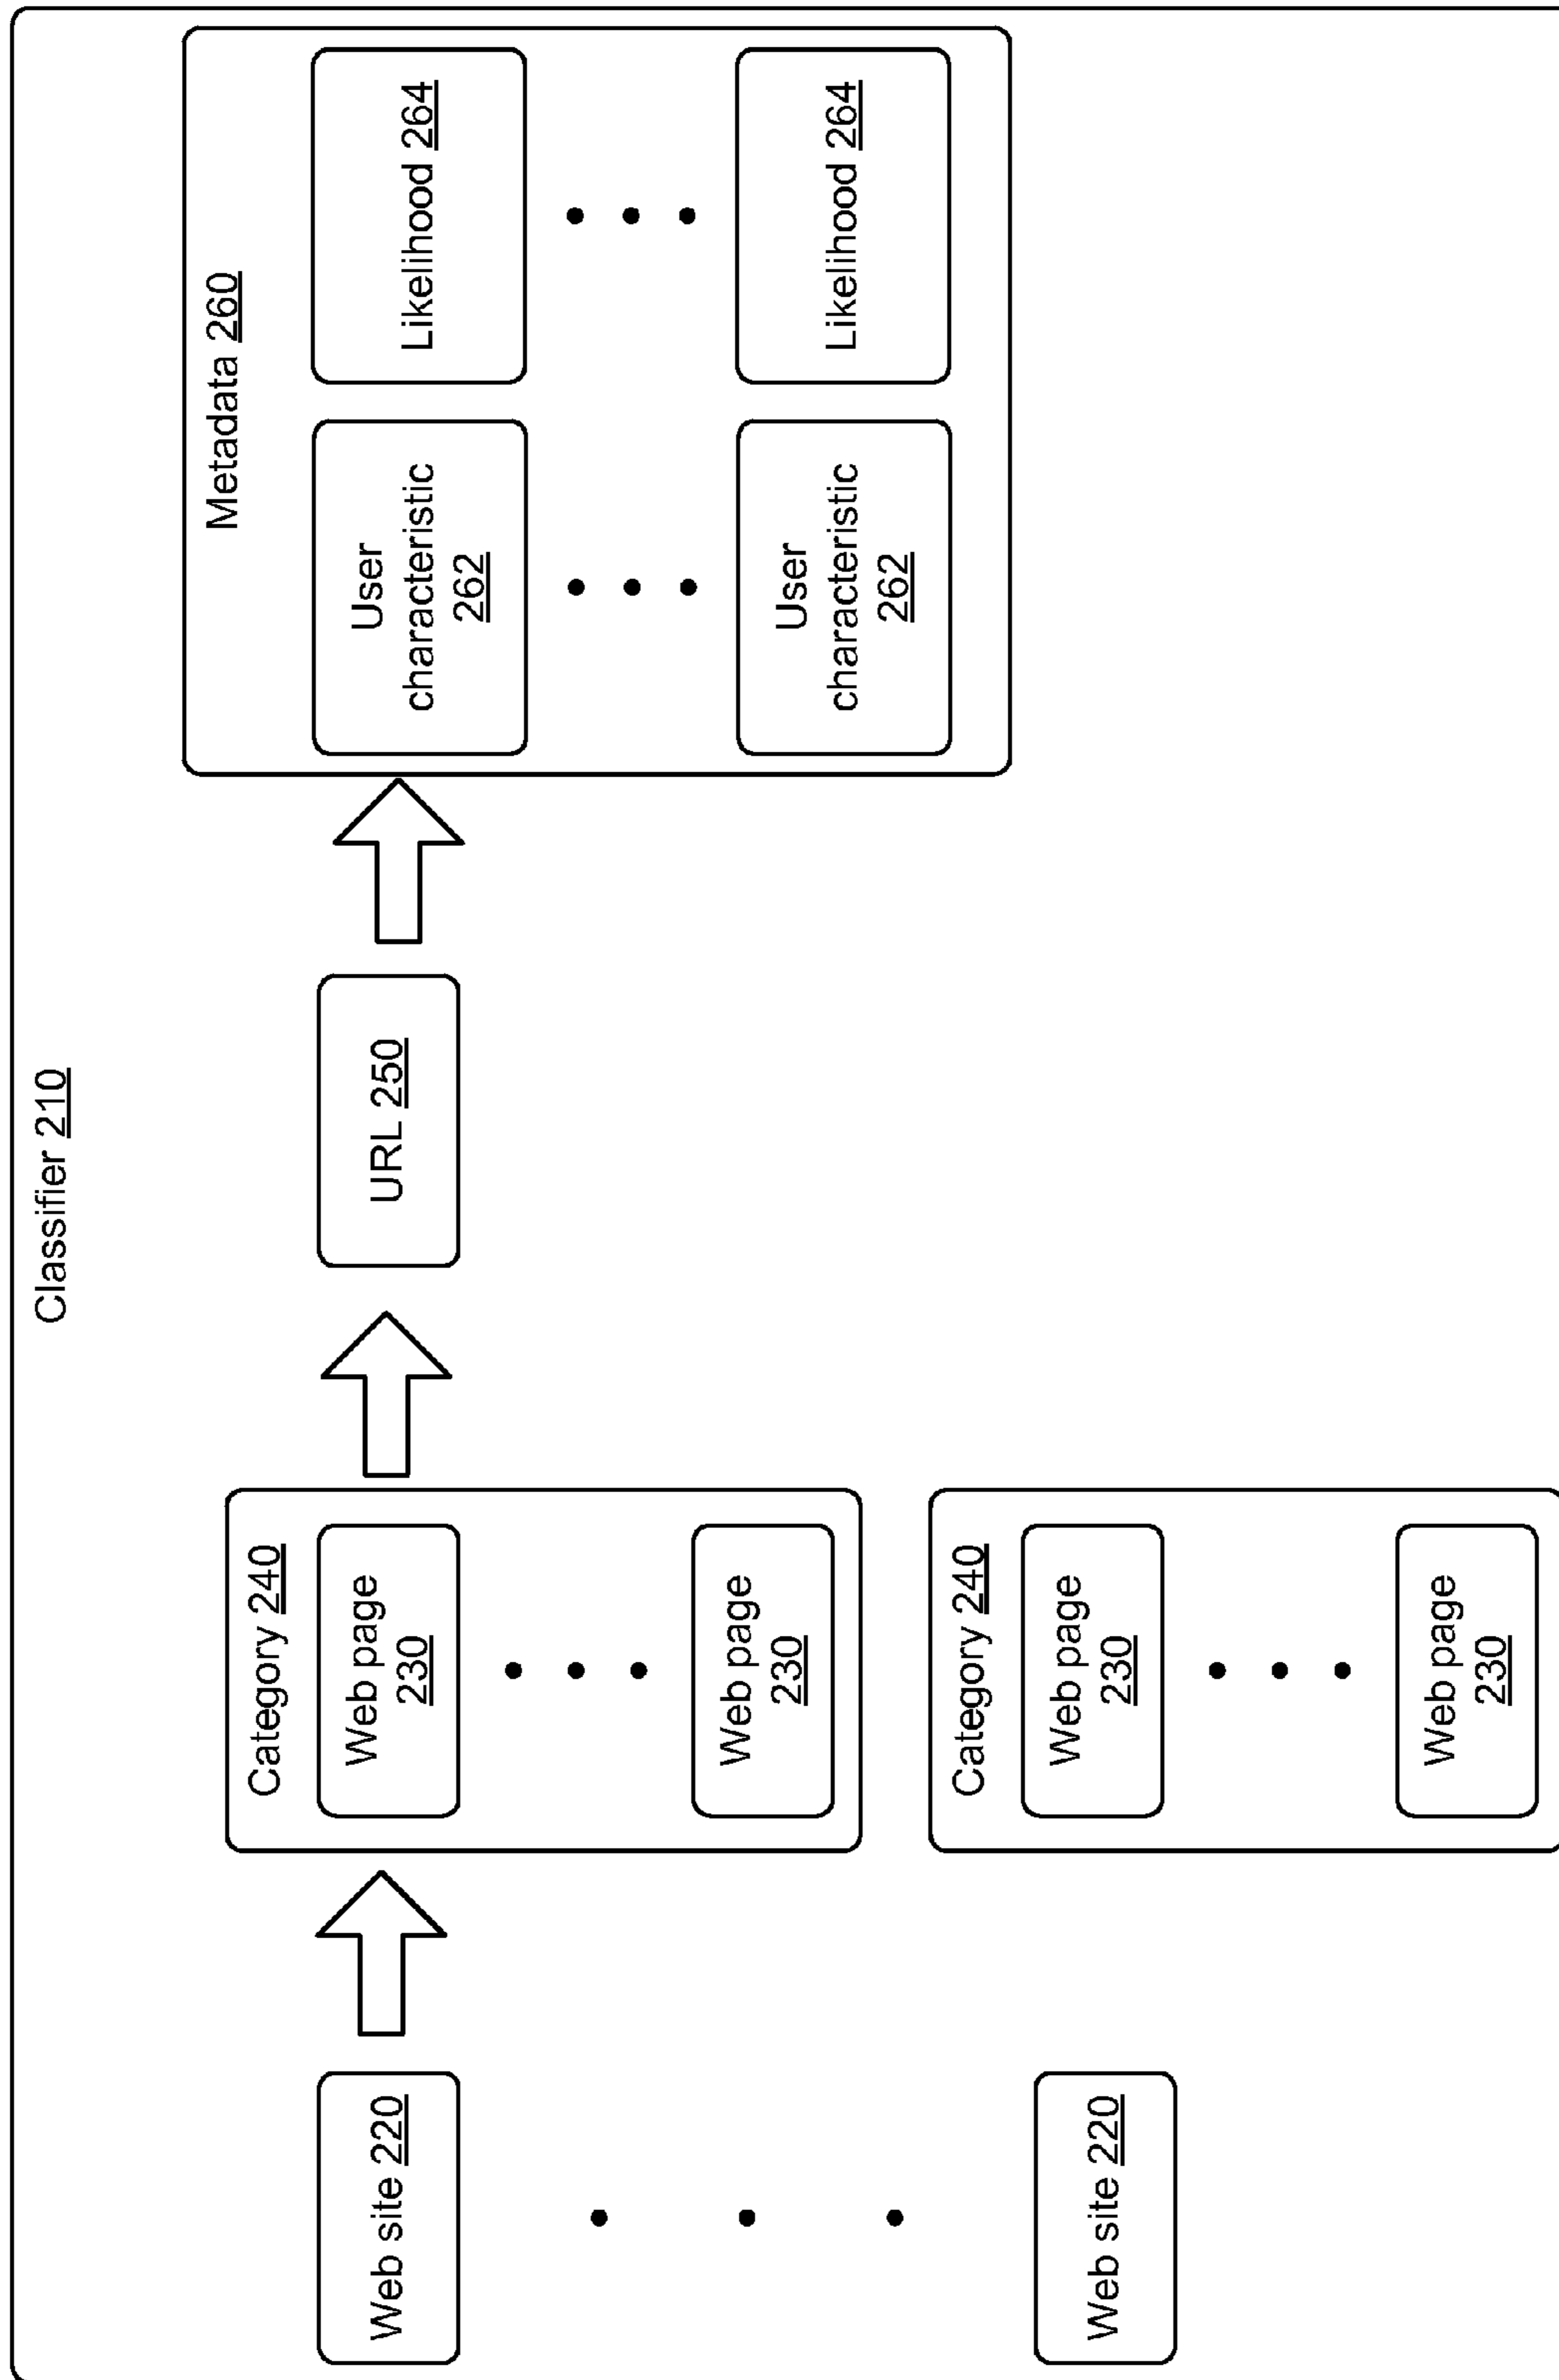 Classifier 210
Web site 220
Web site 220
Category 240
Web page
230
Web page
230
Category 240
Web page
230
Web page
230
URL 250
Metadata 260
User
characteristic
262
Likelihood 264
User
characteristic
262
Likelihood 264